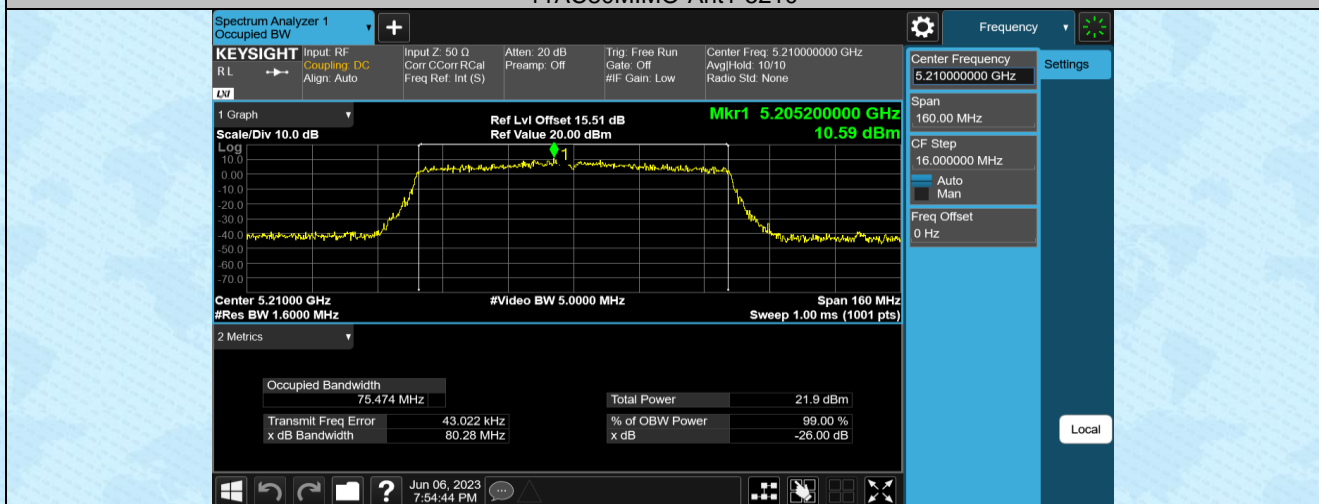 11AC80MIMO-Ant1-5210
Spectrum Analyzer 1
Occupied BW
Frequency
KEYSIGHT
R L
LXI
Input: RF
Coupling: DC
Align: Auto
Input Z: 50 Ω
Corr CCorr RCal
Freq Ref: Int (S)
Atten: 20 dB
Preamp: Off
Trig: Free Run
Gate: Off
#IF Gain: Low
Center Freq: 5.210000000 GHz
Avg|Hold: 10/10
Radio Std: None
Center Frequency
5.210000000 GHz
Settings
Span
160.00 MHz
CF Step
16.000000 MHz
Auto
Man
Freq Offset
0 Hz
Local
1 Graph
Scale/Div 10.0 dB
Ref Lvl Offset 15.51 dB
Ref Value 20.00 dBm
Mkr1 5.205200000 GHz
10.59 dBm
Log
1
10.0
0.00
-10.0
-20.0
-30.0
-40.0
-50.0
-60.0
-70.0
Center 5.21000 GHz
#Video BW 5.0000 MHz
Span 160 MHz
#Res BW 1.6000 MHz
Sweep 1.00 ms (1001 pts)
2 Metrics
Occupied Bandwidth
75.474 MHz
Total Power 21.9 dBm
Transmit Freq Error 43.022 kHz
% of OBW Power 99.00 %
x dB Bandwidth 80.28 MHz
x dB -26.00 dB
?
Jun 06, 2023
7:54:44 PM